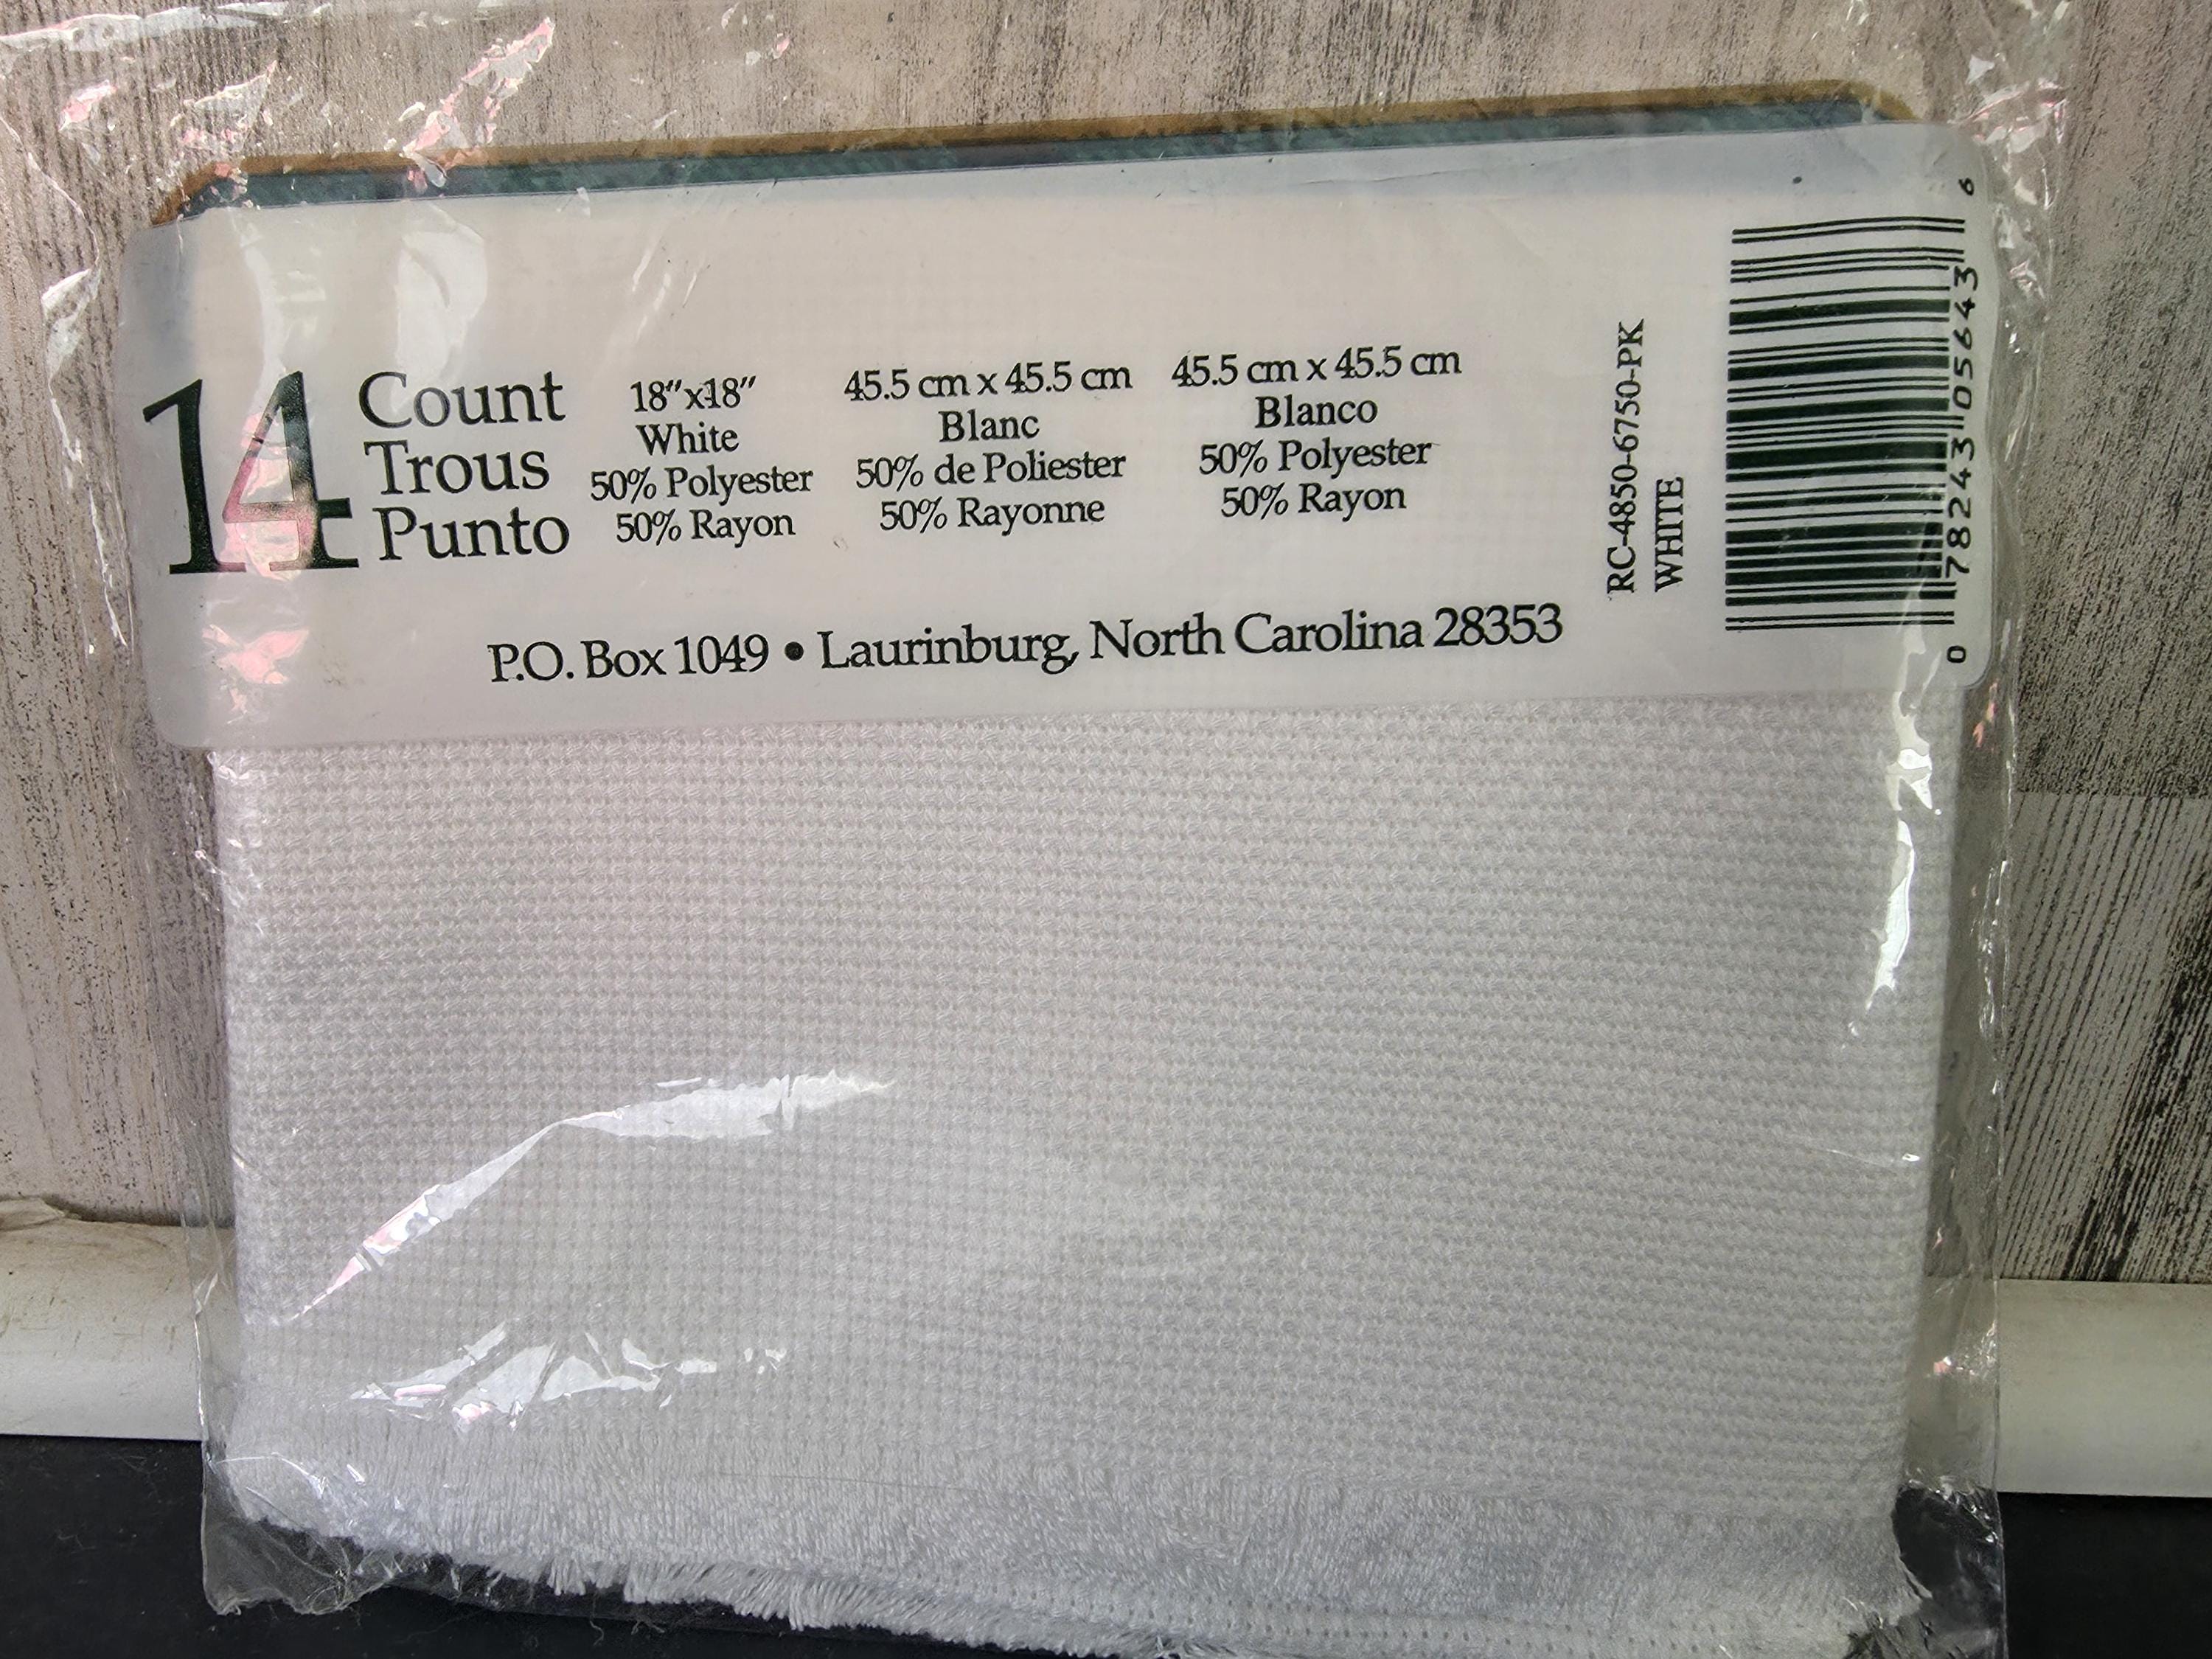 14 Count
Trous
Punto
18"x18"
White
50% Polyester
50% Rayon
45.5 cm x 45.5 cm
Blanc
50% de Poliester
50% Rayonne
45.5 cm x 45.5 cm
Blanco
50% Polyester
50% Rayon
P.O. Box 1049 • Laurinburg, North Carolina 28353
RC-4850-6750-PK
WHITE
0 78243 05643 6